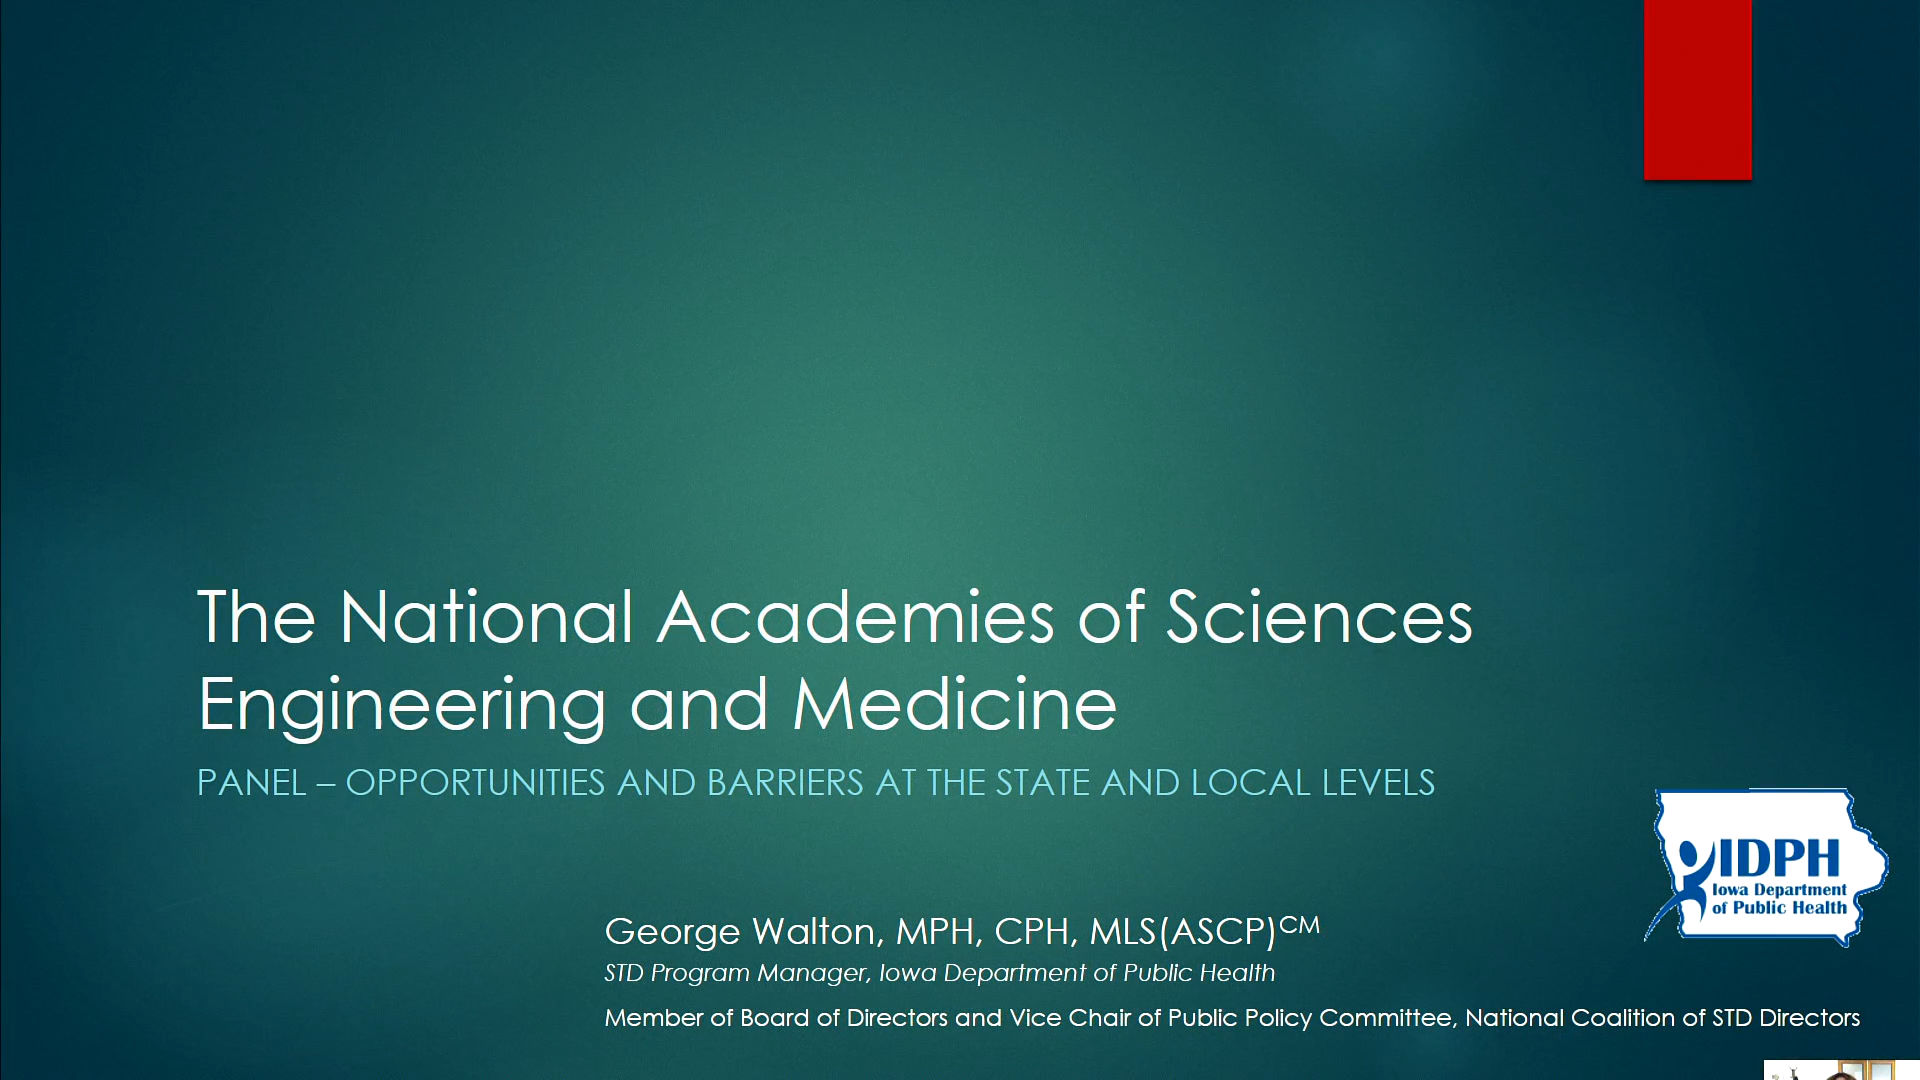 The National Academies of Sciences
Engineering and Medicine
PANEL – OPPORTUNITIES AND BARRIERS AT THE STATE AND LOCAL LEVELS
IDPH
Iowa Department
of Public Health
George Walton, MPH, CPH, MLS(ASCP)CM
STD Program Manager, Iowa Department of Public Health
Member of Board of Directors and Vice Chair of Public Policy Committee, National Coalition of STD Directors